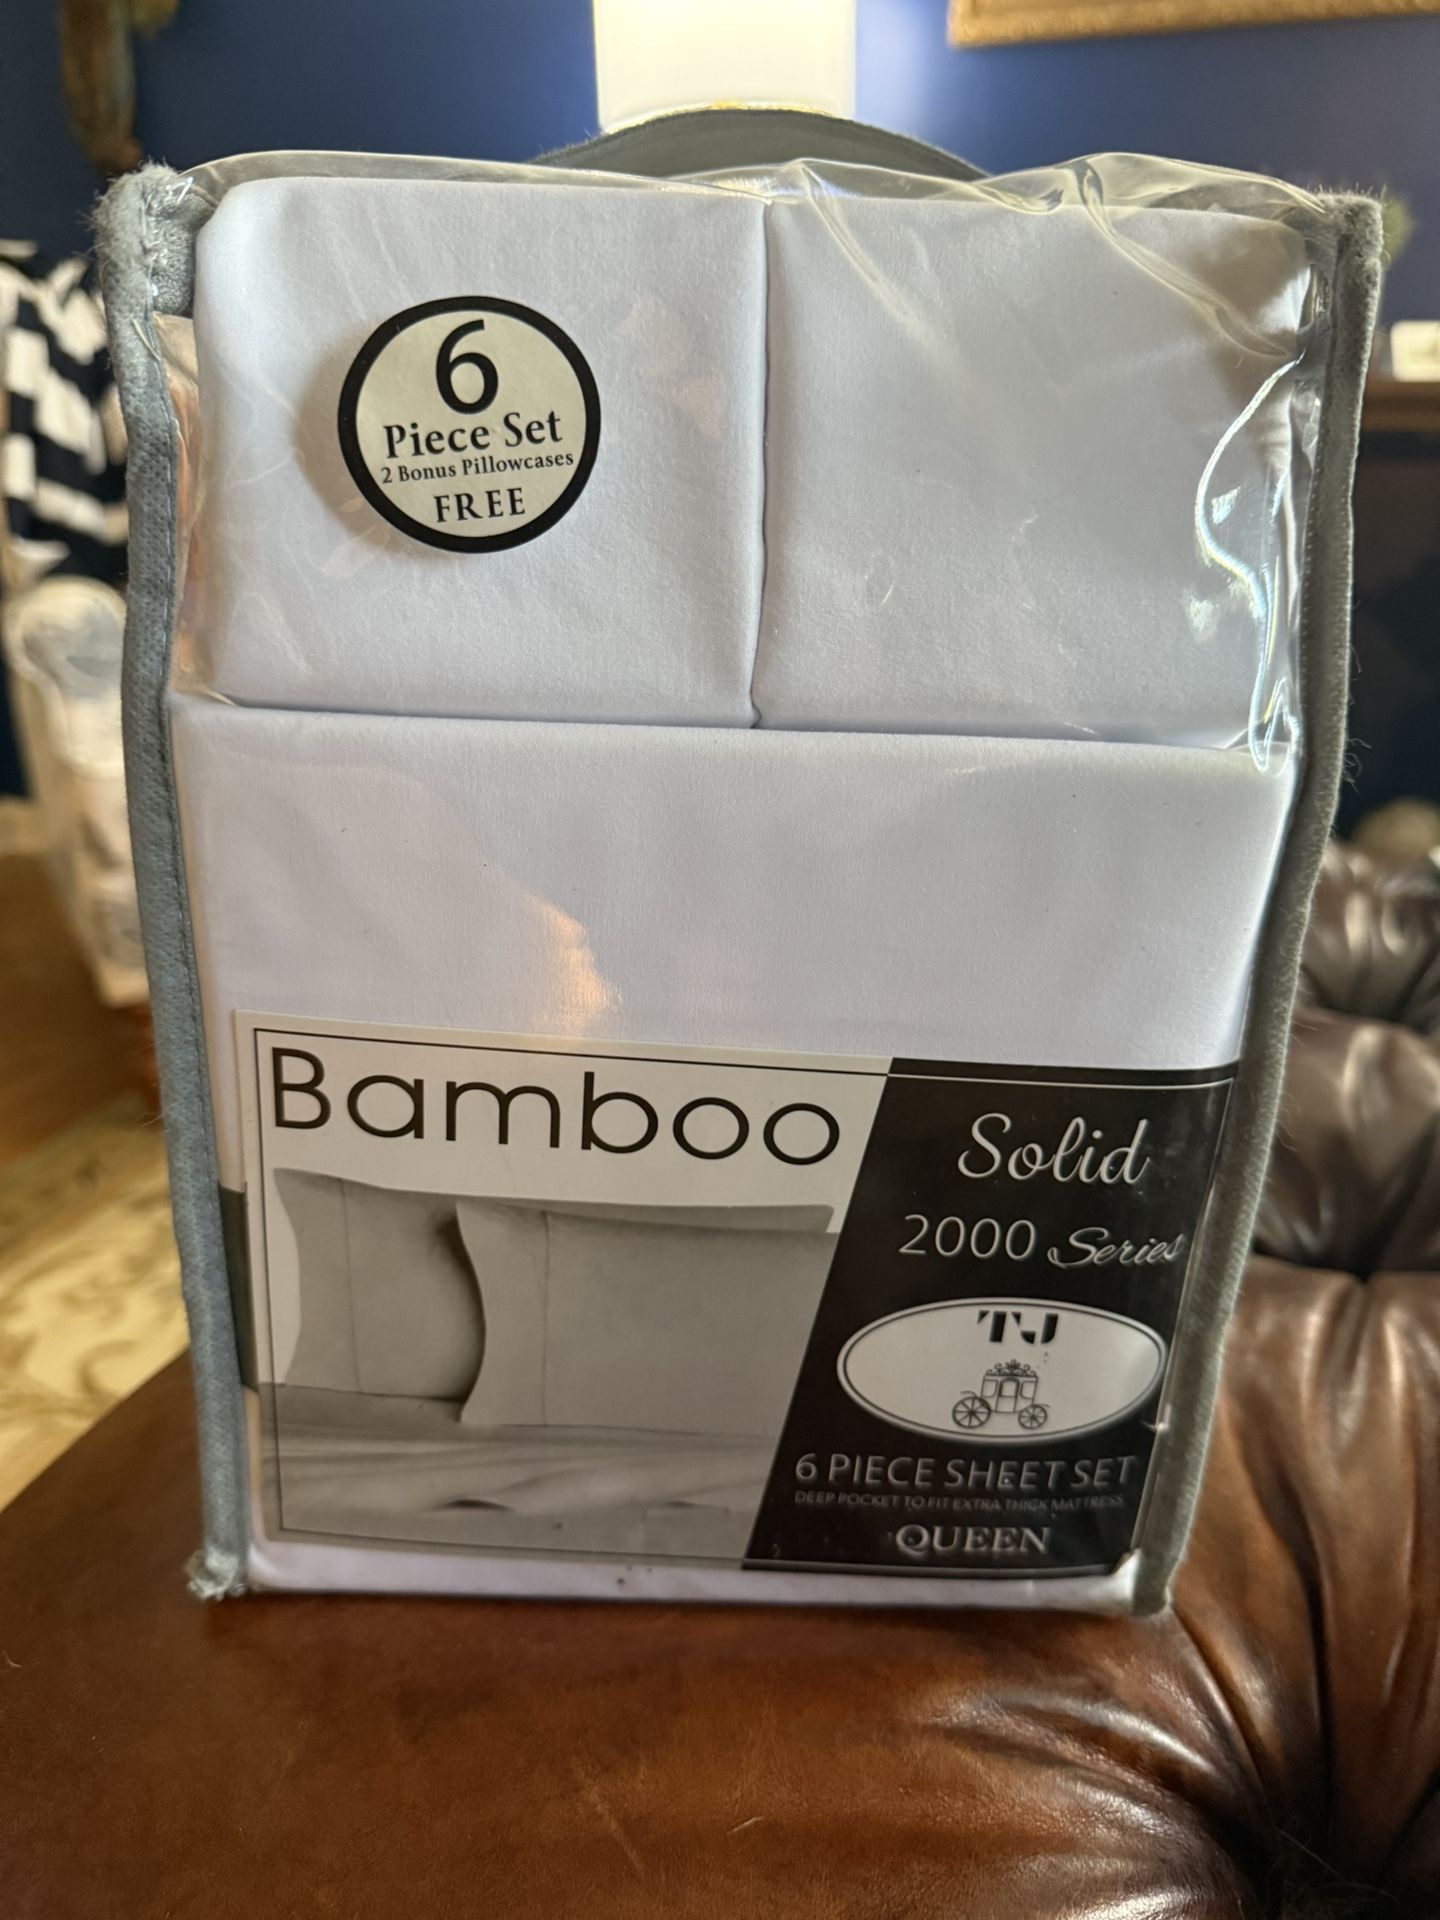 6
Piece Set
2 Bonus Pillowcases
FREE
Bamboo
Solid
2000 Series
TJ
6 PIECE SHEET SET
DEEP POCKET TO FIT EXTRA THICK MATTRESS
QUEEN